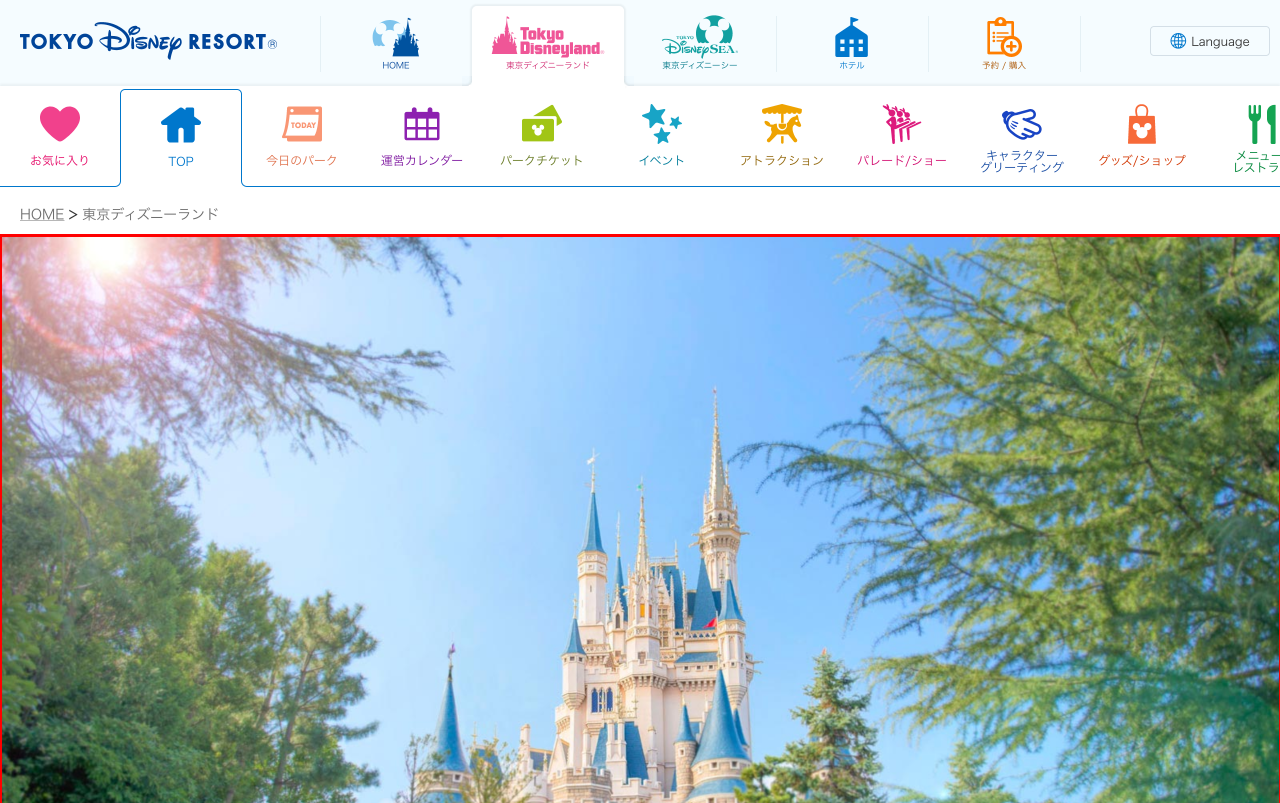 TOKYO Disney RESORT®
HOME
Tokyo Disneyland®
東京ディズニーランド
TOKYO DisneySEA®
東京ディズニーシー
ホテル
予約 / 購入
Language
お気に入り
TOP
TODAY
今日のパーク
運営カレンダー
パークチケット
イベント
アトラクション
パレード/ショー
キャラクター
グリーティング
グッズ/ショップ
メニュー
レストラ
HOME > 東京ディズニーランド